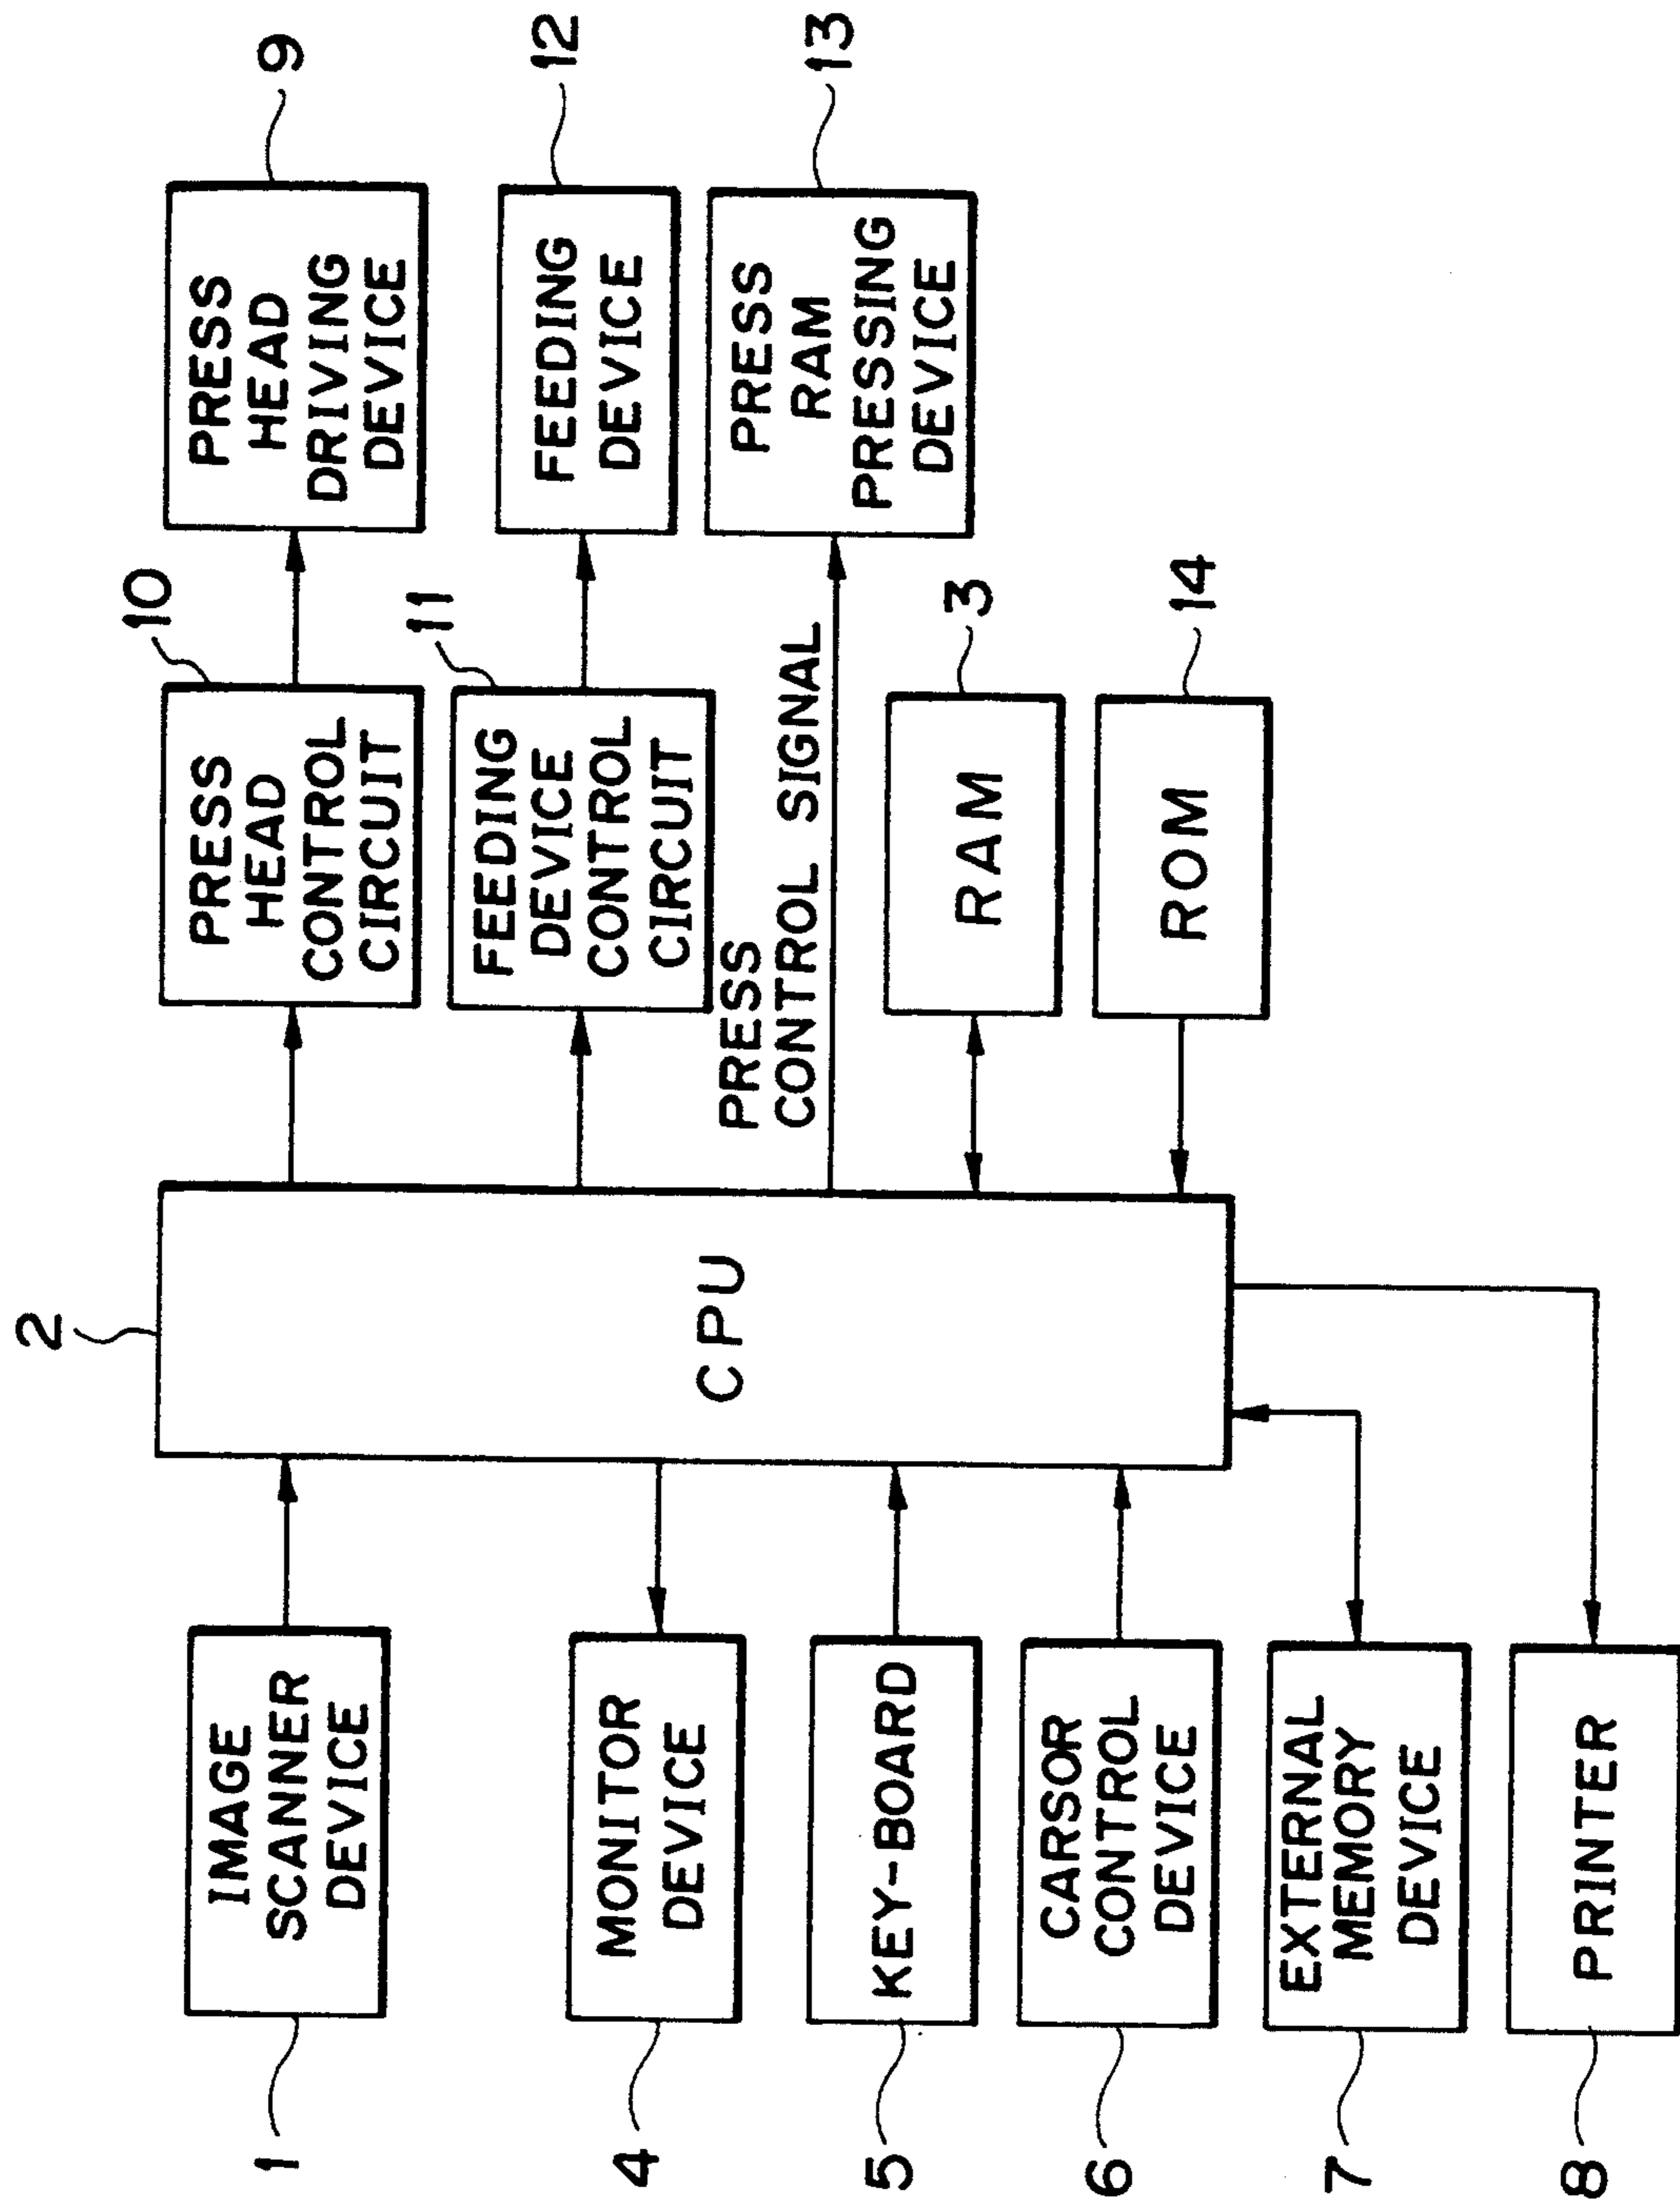 2
CPU
1
IMAGE
SCANNER
DEVICE
4
MONITOR
DEVICE
5
KEY-BOARD
6
CARSOR
CONTROL
DEVICE
7
EXTERNAL
MEMORY
DEVICE
8
PRINTER
10
PRESS
HEAD
CONTROL
CIRCUIT
9
PRESS
HEAD
DRIVING
DEVICE
11
FEEDING
DEVICE
CONTROL
CIRCUIT
12
FEEDING
DEVICE
PRESS
CONTROL SIGNAL
13
PRESS
RAM
PRESSING
DEVICE
3
RAM
14
ROM